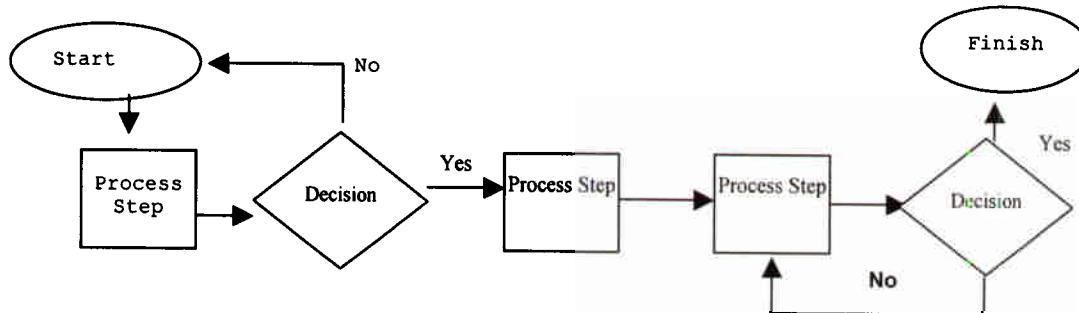 Start
No
Process
Step
Decision
Yes
Process Step
Process Step
No
Decision
Yes
Finish